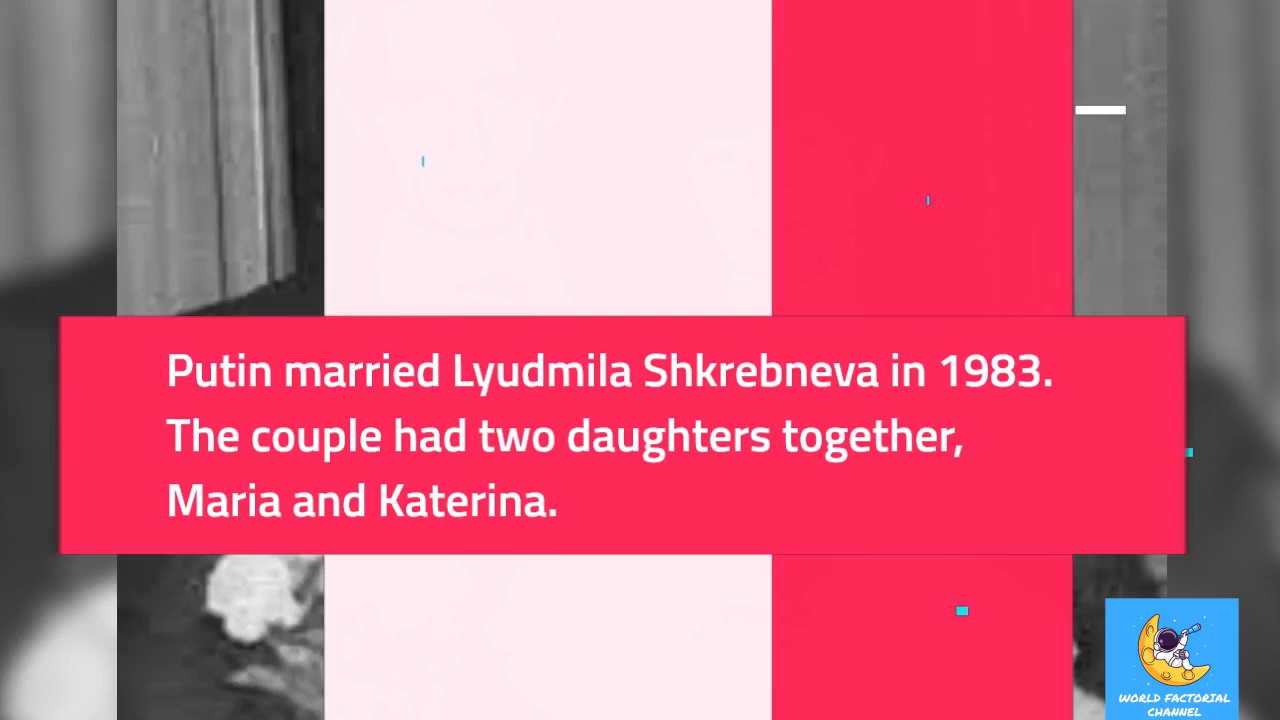 Putin married Lyudmila Shkrebneva in 1983.
The couple had two daughters together,
Maria and Katerina.
WORLD FACTORIAL
CHANNEL